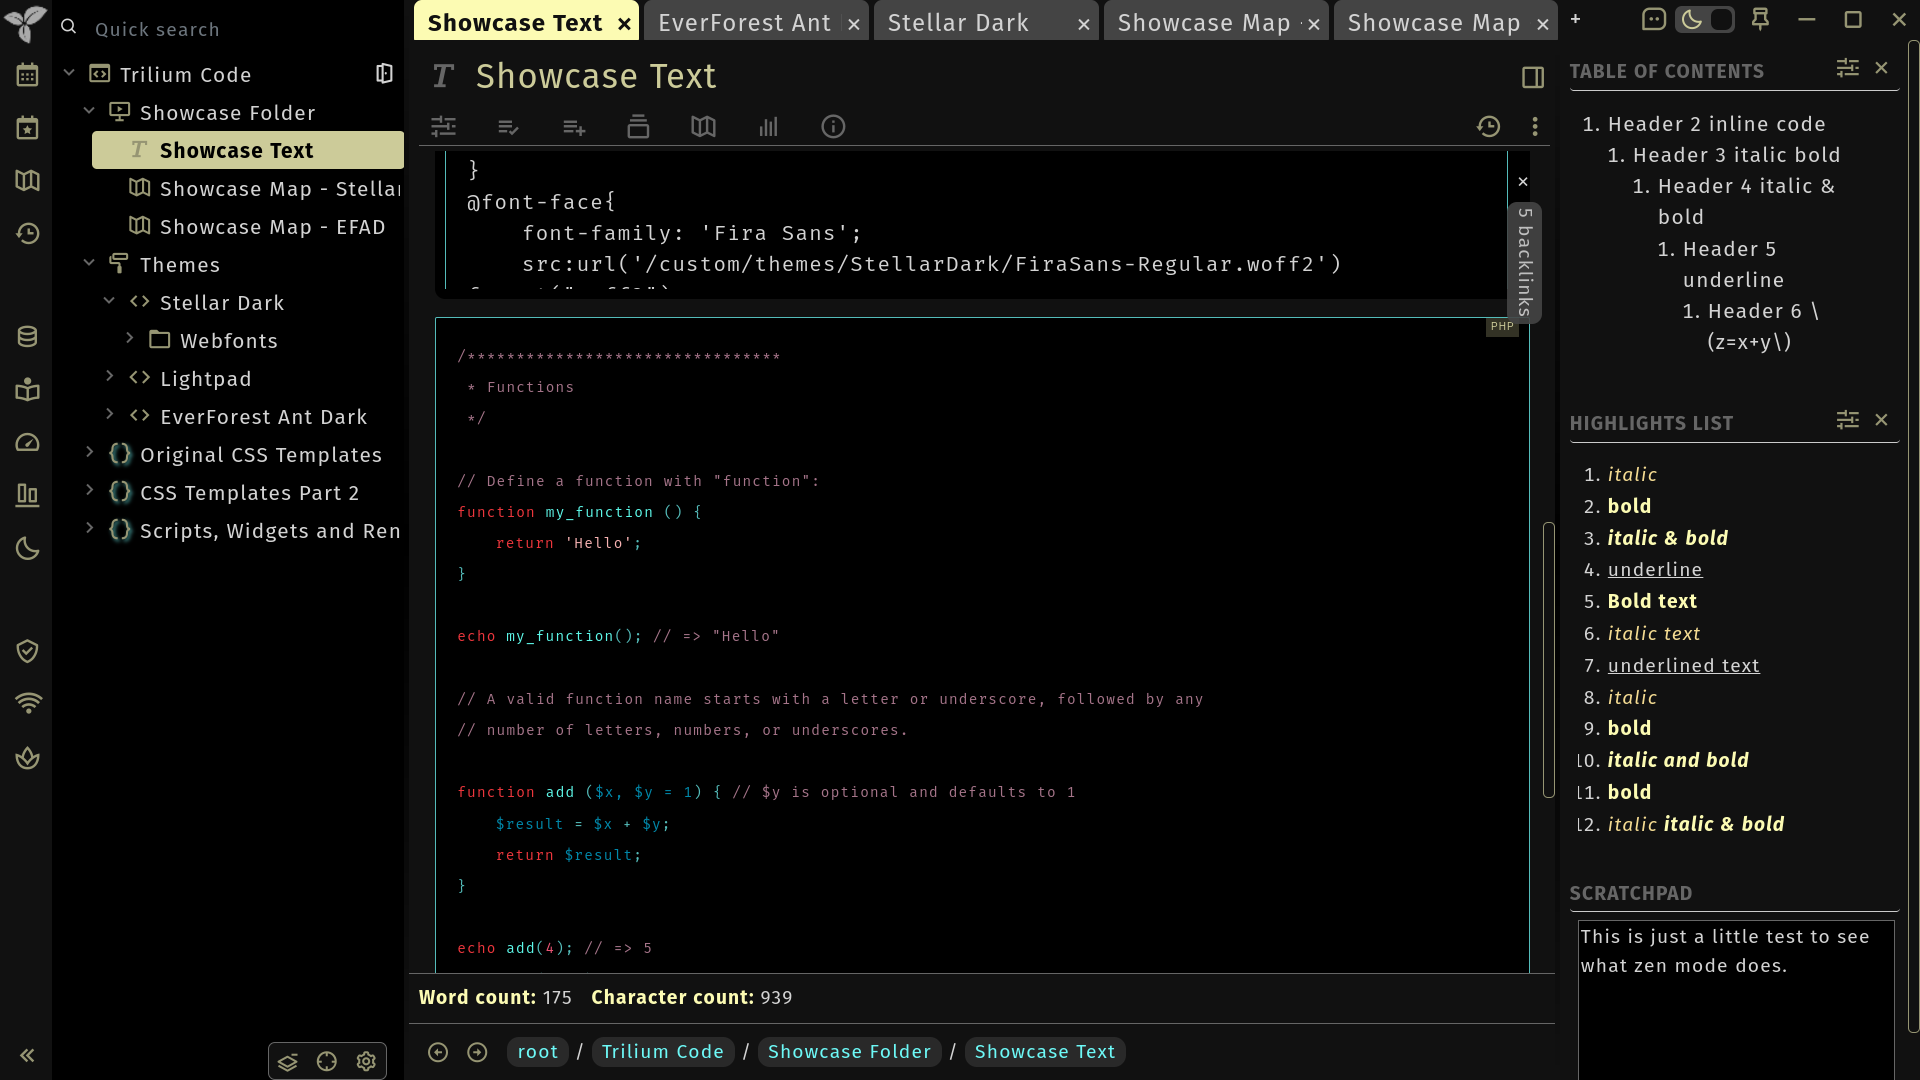 Quick search
Trilium Code
Showcase Folder
Showcase Text
Showcase Map - Stellar
Showcase Map - EFAD
Themes
Stellar Dark
Webfonts
Lightpad
EverForest Ant Dark
Original CSS Templates
CSS Templates Part 2
Scripts, Widgets and Ren
Showcase Text
EverForest Ant
Stellar Dark
Showcase Map
Showcase Map
T Showcase Text
}
@font-face{
font-family: 'Fira Sans';
src:url('/custom/themes/StellarDark/FiraSans-Regular.woff2')
5 backlinks
PHP
/********************************
* Functions
*/
// Define a function with "function":
function my_function () {
return 'Hello';
}
echo my_function(); // => "Hello"
// A valid function name starts with a letter or underscore, followed by any
// number of letters, numbers, or underscores.
function add ($x, $y = 1) { // $y is optional and defaults to 1
$result = $x + $y;
return $result;
}
echo add(4); // => 5
Word count: 175 Character count: 939
root / Trilium Code / Showcase Folder / Showcase Text
TABLE OF CONTENTS
1. Header 2 inline code
1. Header 3 italic bold
1. Header 4 italic &
bold
1. Header 5
underline
1. Header 6 \
(z=x+y\)
HIGHLIGHTS LIST
1. italic
2. bold
3. italic & bold
4. underline
5. Bold text
6. italic text
7. underlined text
8. italic
9. bold
10. italic and bold
11. bold
12. italic italic & bold
SCRATCHPAD
This is just a little test to see
what zen mode does.